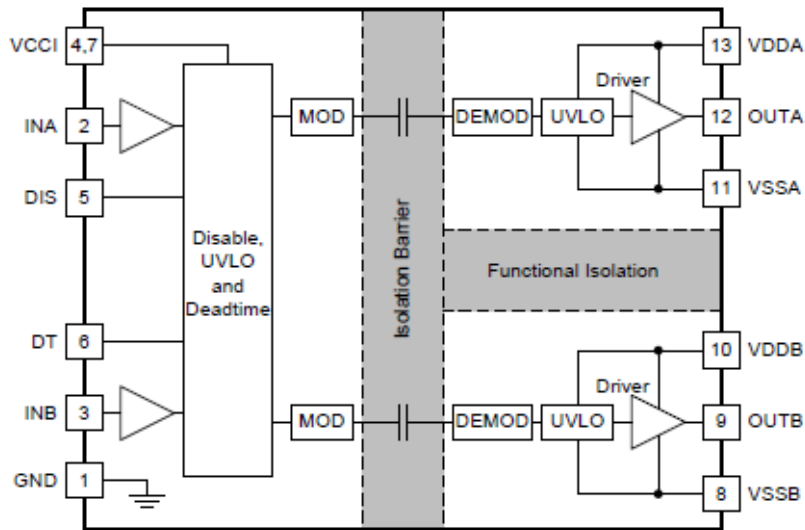 VCCI 4,7
INA 2
DIS 5
DT 6
INB 3
GND 1
Disable,
UVLO
and
Deadtime
MOD
MOD
Isolation Barrier
Functional Isolation
DEMOD UVLO
Driver
13 VDDA
12 OUTA
11 VSSA
DEMOD UVLO
Driver
10 VDDB
9 OUTB
8 VSSB